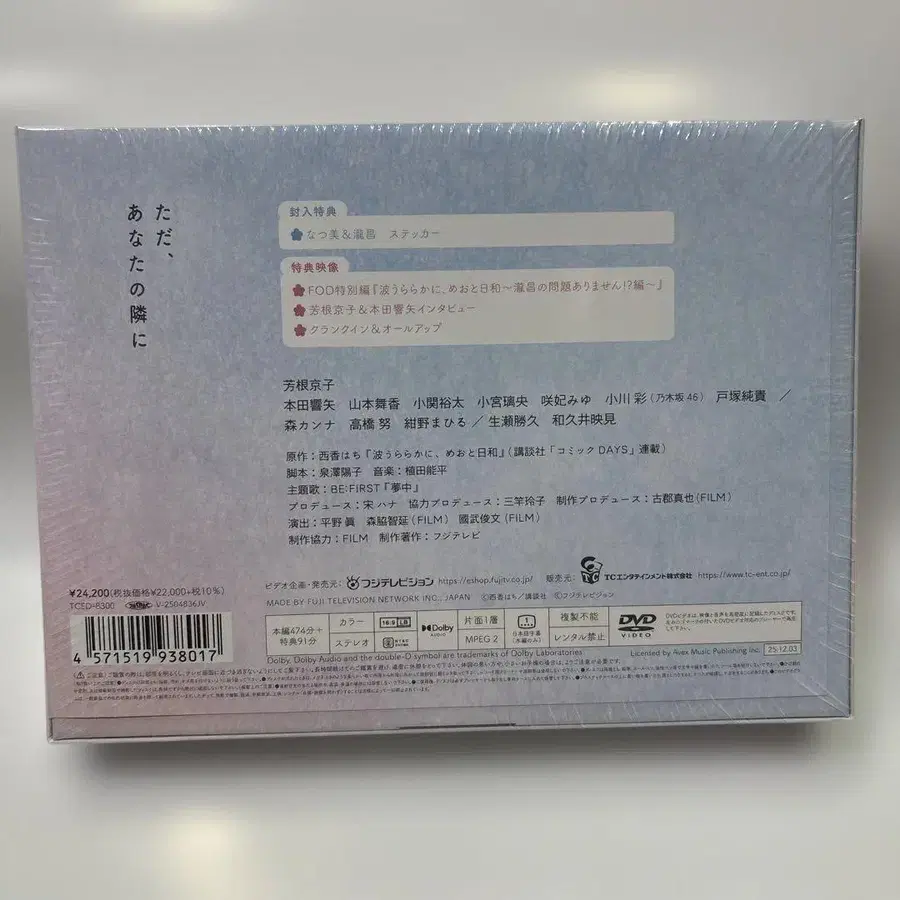 ただ、
あなたの隣に
封入特典
なつ美&瀧昌 ステッカー
特典映像
FOD特別編『波うららかに、めおと日和〜瀧昌の問題ありません!?編〜』
芳根京子&本田響矢インタビュー
クランクイン&オールアップ
芳根京子
本田響矢 山本舞香 小関裕太 小宮璃央 咲妃みゆ 小川 彩(乃木坂46) 戸塚純貴 /
森カンナ 高橋 努 紺野まひる / 生瀬勝久 和久井映見
原作:西香はち『波うららかに、めおと日和』(講談社「コミックDAYS」連載)
脚本:泉澤陽子 音楽:植田能平
主題歌:BE:FIRST『夢中』
プロデュース:宋 ハナ 協力プロデュース:三竿玲子 制作プロデュース:古郡真也(FILM)
演出:平野 眞 森脇智延(FILM) 國武俊文(FILM)
制作協力:FILM 制作著作:フジテレビ
ビデオ企画・発売元: フジテレビジョン https://eshop.fujitv.co.jp/ 販売元: TC TCエンタテインメント株式会社 https://www.tc-ent.co.jp/
MADE BY FUJI TELEVISION NETWORK INC., JAPAN ©西香はち/講談社 ©フジテレビジョン
¥24,200(税抜価格¥22,000+税10%)
TCED-8300 V-2504836JV
4 571519 938017
本編474分+
特典91分
カラー
ステレオ
16:9 LB
Dolby
AUDIO
片面1層
MPEG 2
1
日本語字幕
(本編のみ)
複製不能
レンタル禁止
DVD
VIDEO
Dolby, Dolby Audio and the double-D symbol are trademarks of Dolby Laboratories
Licensed by Avex Music Publishing Inc.
25.12.03